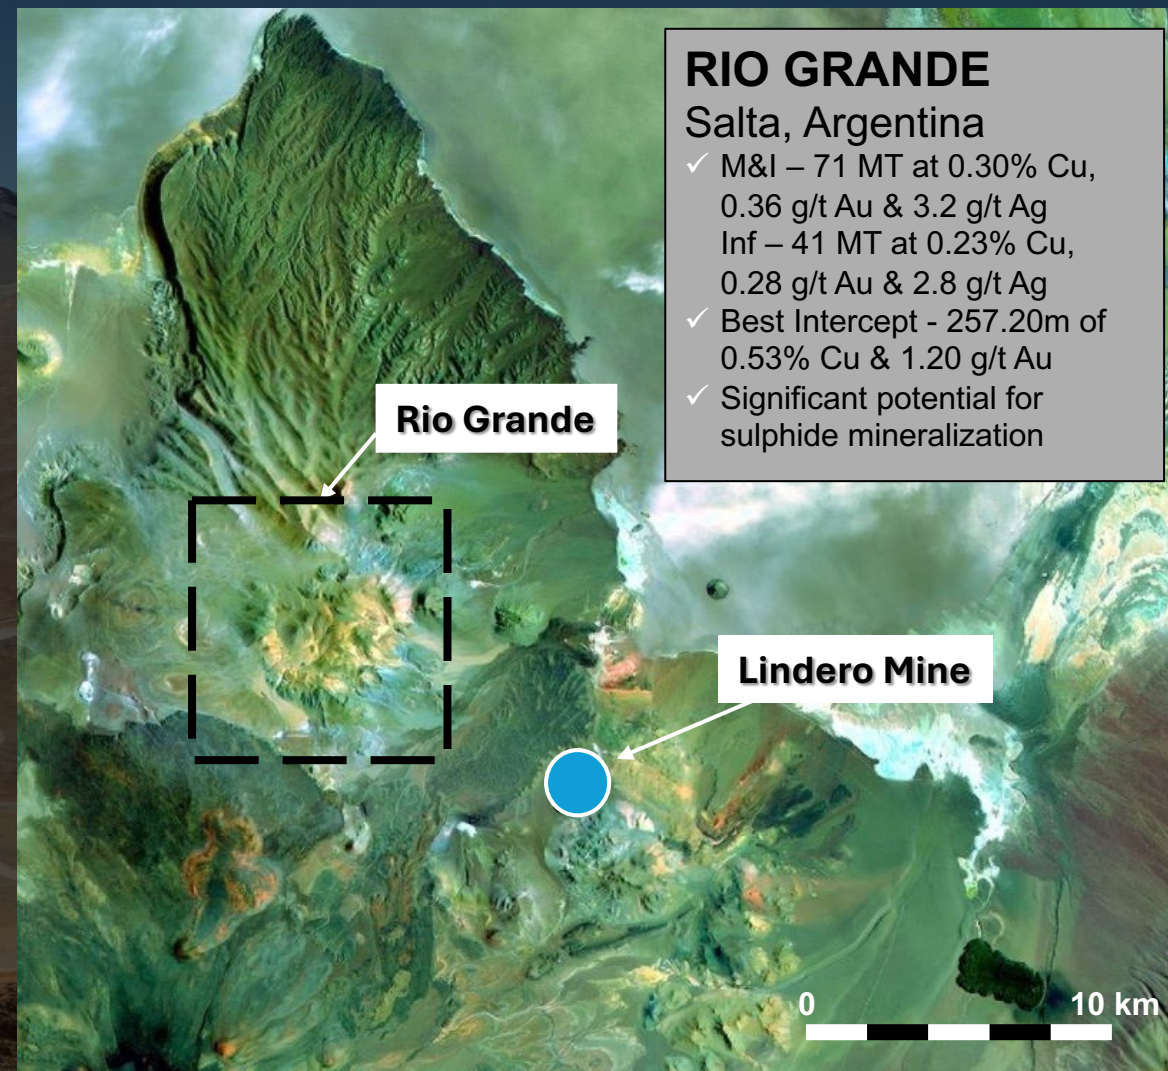 RIO GRANDE
Salta, Argentina
✓ M&I – 71 MT at 0.30% Cu,
0.36 g/t Au & 3.2 g/t Ag
Inf – 41 MT at 0.23% Cu,
0.28 g/t Au & 2.8 g/t Ag
✓ Best Intercept - 257.20m of
0.53% Cu & 1.20 g/t Au
✓ Significant potential for
sulphide mineralization
Rio Grande
Lindero Mine
0 10 km